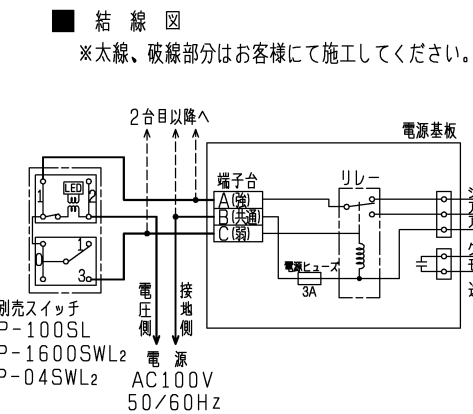 ■ 結線図
※太線、破線部分はお客様にて施工してください。
2台目以降へ
電源基板
端子台
リレー
A(強)
B(共通)
C(弱)
LED
1
2
0
1
3
電源ヒューズ
3A
別売スイッチ
P-100SL
P-1600SWL2
P-04SWL2
電圧側
接地側
電源
AC100V
50/60Hz